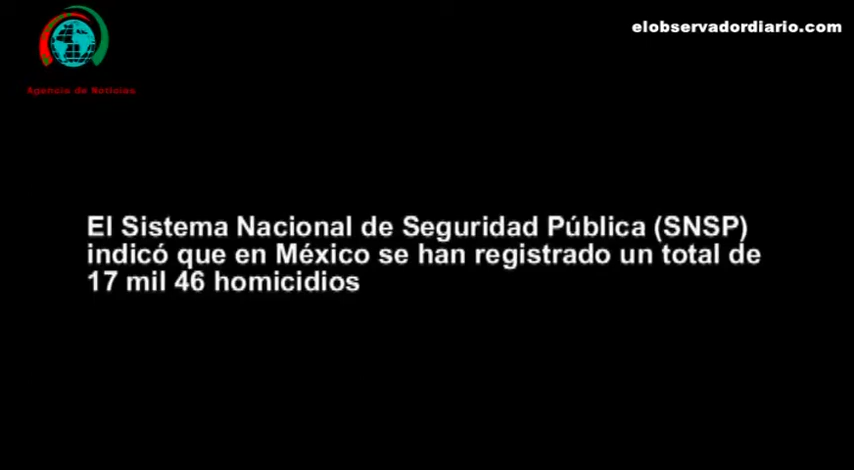 elobservadordiario.com
Agencia de Noticias
El Sistema Nacional de Seguridad Pública (SNSP)
indicó que en México se han registrado un total de
17 mil 46 homicidios